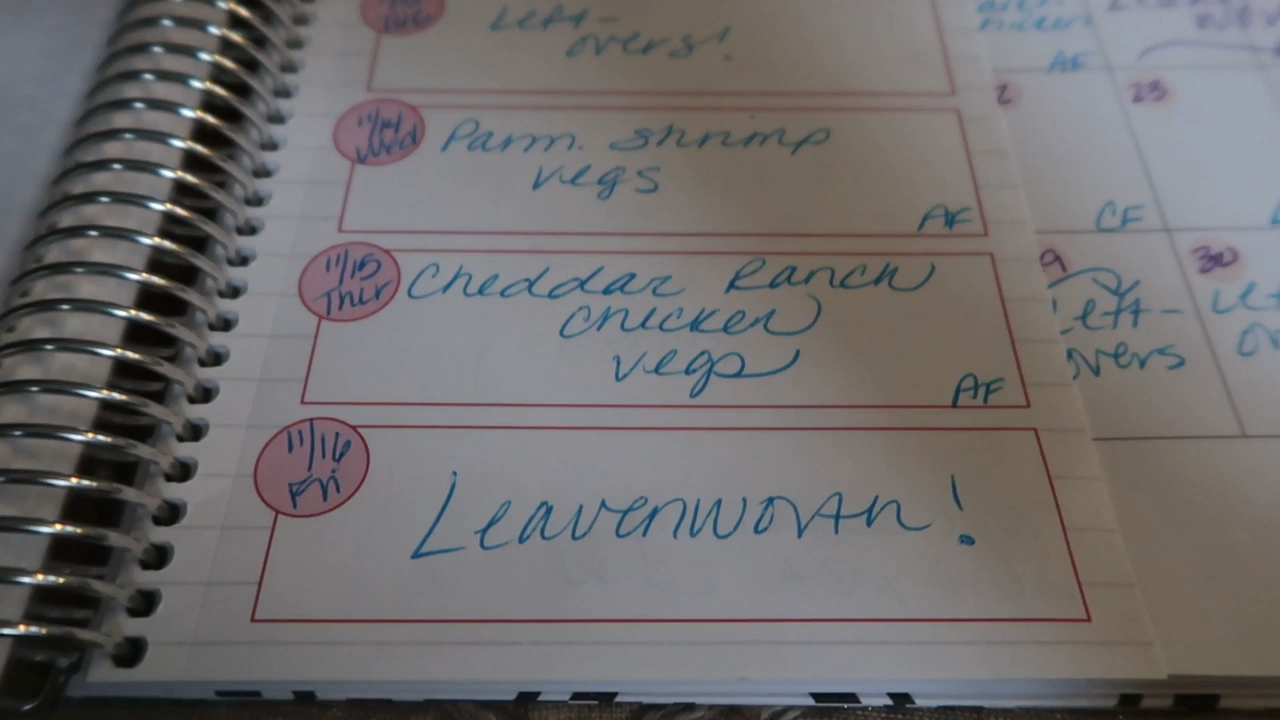 Left-
overs!
11/14
Wed
Parm. shrimp
vegs
AF
11/15
Thur
Cheddar Ranch
chicken
vegs
AF
11/16
Fri
Leavenworth!
AF
23
CF
30
Left-
overs